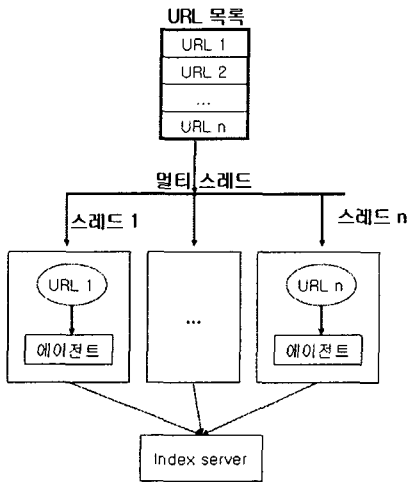 URL 목록
URL 1
URL 2
...
URL n
멀티 스레드
스레드 1
스레드 n
URL 1
...
URL n
에이전트
에이전트
Index server